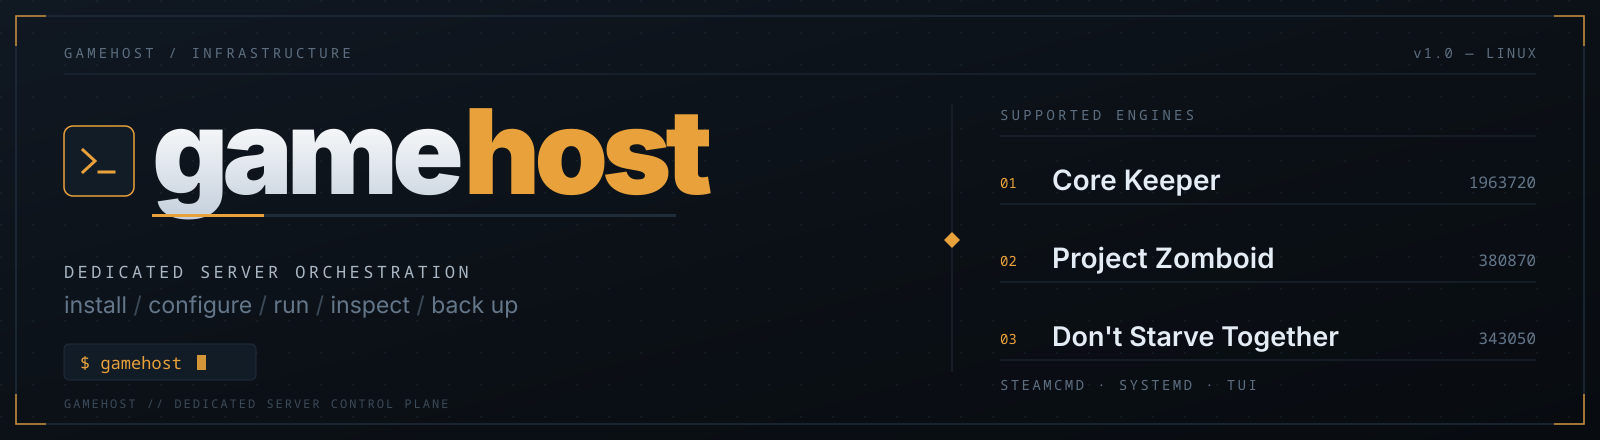 GAMEHOST / INFRASTRUCTURE
v1.0 — LINUX
>_ gamehost
DEDICATED SERVER ORCHESTRATION
install / configure / run / inspect / back up
$ gamehost
GAMEHOST // DEDICATED SERVER CONTROL PLANE
SUPPORTED ENGINES
01 Core Keeper 1963720
02 Project Zomboid 380870
03 Don't Starve Together 343050
STEAMCMD · SYSTEMD · TUI